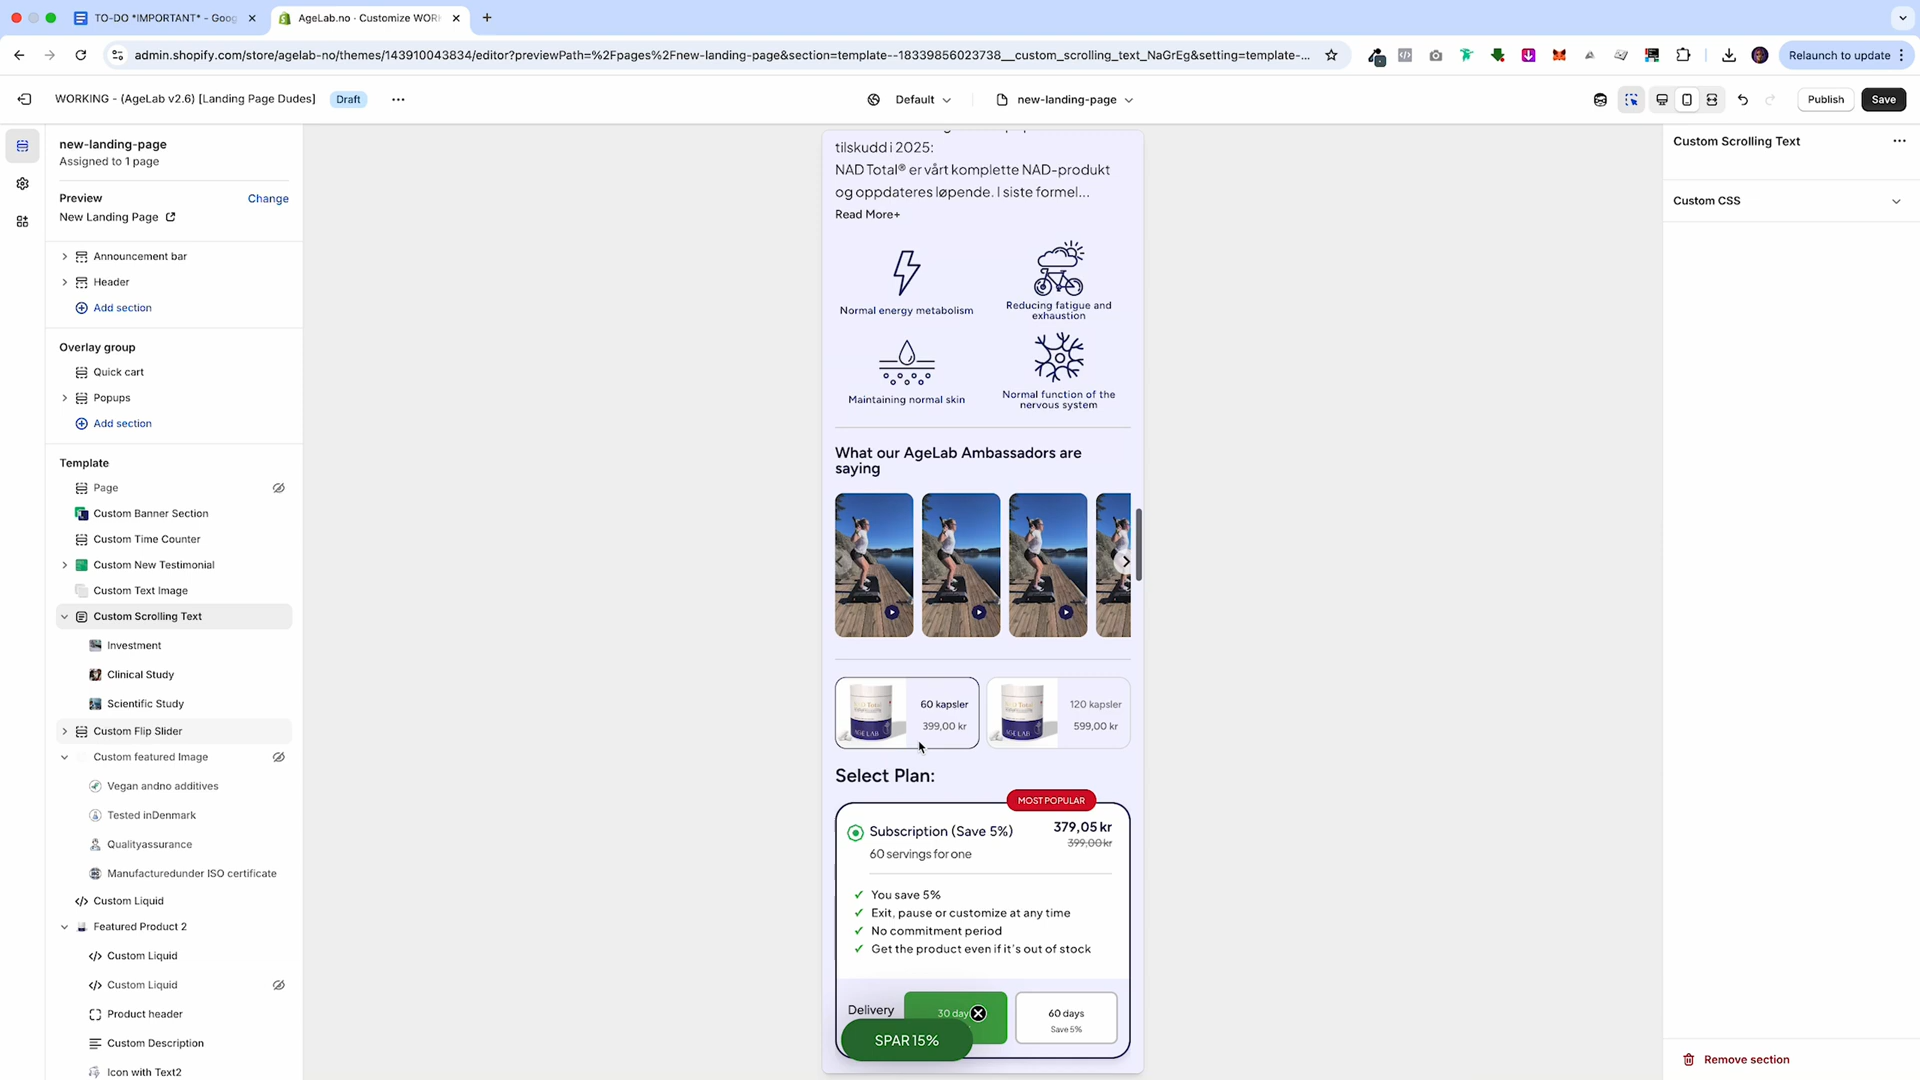 TO-DO *IMPORTANT* - Goog
AgeLab.no · Customize WORK
admin.shopify.com/store/agelab-no/themes/143910043834/editor?previewPath=%2Fpages%2Fnew-landing-page&section=template--18339856023738__custom_scrolling_text_NaGrEg&setting=template-...
Relaunch to update
WORKING - (AgeLab v2.6) [Landing Page Dudes]
Draft
Default
new-landing-page
Publish
Save
new-landing-page
Assigned to 1 page
Preview
Change
New Landing Page
Announcement bar
Header
Add section
Overlay group
Quick cart
Popups
Add section
Template
Page
Custom Banner Section
Custom Time Counter
Custom New Testimonial
Custom Text Image
Custom Scrolling Text
Investment
Clinical Study
Scientific Study
Custom Flip Slider
Custom featured Image
Vegan andno additives
Tested inDenmark
Qualityassurance
Manufacturedunder ISO certificate
Custom Liquid
Featured Product 2
Custom Liquid
Custom Liquid
Product header
Custom Description
Icon with Text2
tilskudd i 2025:
NAD Total® er vårt komplette NAD-produkt
og oppdateres løpende. I siste formel...
Read More+
Normal energy metabolism
Reducing fatigue and
exhaustion
Maintaining normal skin
Normal function of the
nervous system
What our AgeLab Ambassadors are
saying
60 kapsler
399,00 kr
120 kapsler
599,00 kr
AGE LAB
AGE LAB
Select Plan:
MOST POPULAR
Subscription (Save 5%)
379,05 kr
399,00 kr
60 servings for one
✓ You save 5%
✓ Exit, pause or customize at any time
✓ No commitment period
✓ Get the product even if it's out of stock
Delivery
30 day
60 days
Save 5%
SPAR 15%
Custom Scrolling Text
Custom CSS
Remove section